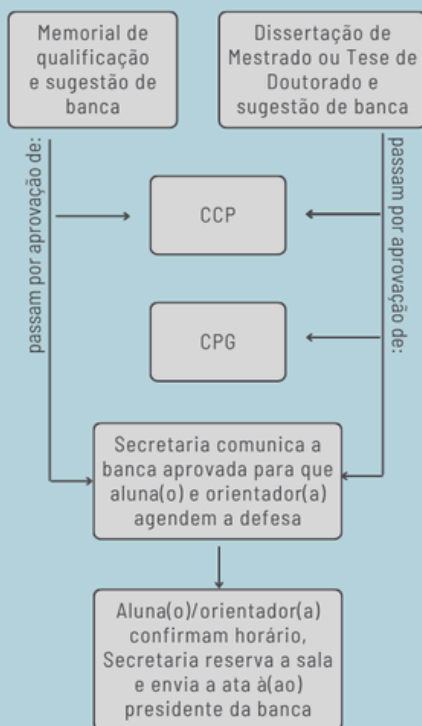 Memorial de
qualificação
e sugestão de
banca
Dissertação de
Mestrado ou Tese de
Doutorado e
sugestão de banca
passam por aprovação de:
passam por aprovação de:
CCP
CPG
Secretaria comunica a
banca aprovada para que
aluna(o) e orientador(a)
agendem a defesa
Aluna(o)/orientador(a)
confirmam horário,
Secretaria reserva a sala
e envia a ata à(ao)
presidente da banca